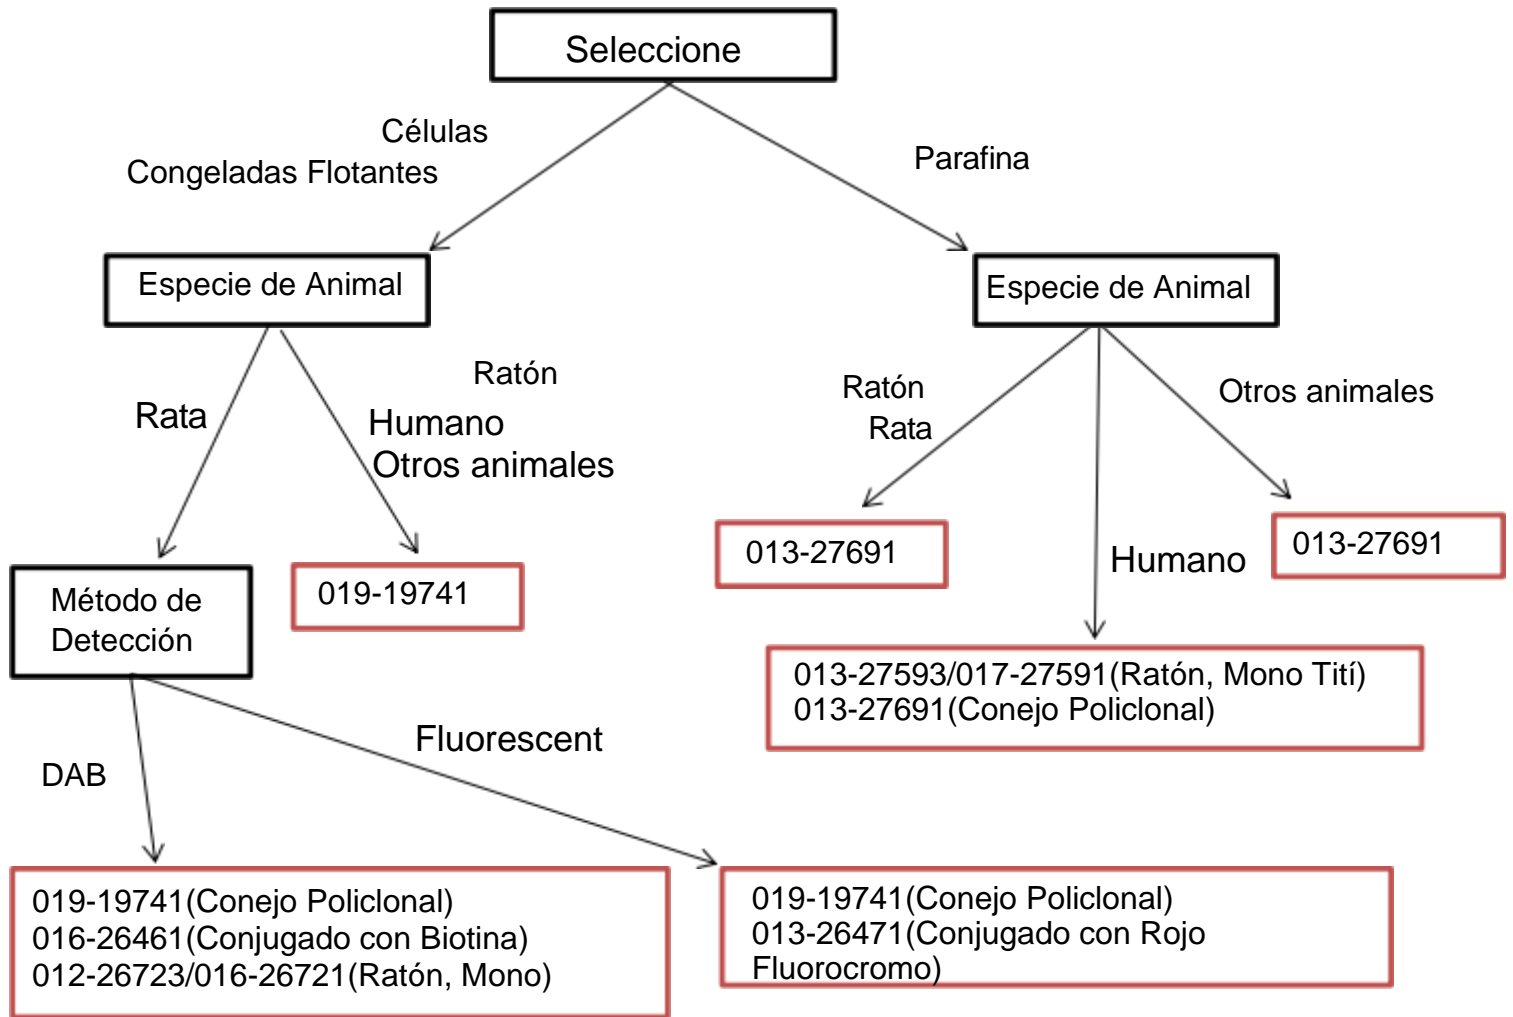 Seleccione
Células
Congeladas Flotantes
Parafina
Especie de Animal
Especie de Animal
Rata
Ratón
Humano
Otros animales
Ratón
Rata
Otros animales
Método de
Detección
019-19741
013-27691
Humano
013-27691
013-27593/017-27591(Ratón, Mono Tití)
013-27691(Conejo Policlonal)
DAB
Fluorescent
019-19741(Conejo Policlonal)
016-26461(Conjugado con Biotina)
012-26723/016-26721(Ratón, Mono)
019-19741(Conejo Policlonal)
013-26471(Conjugado con Rojo
Fluorocromo)